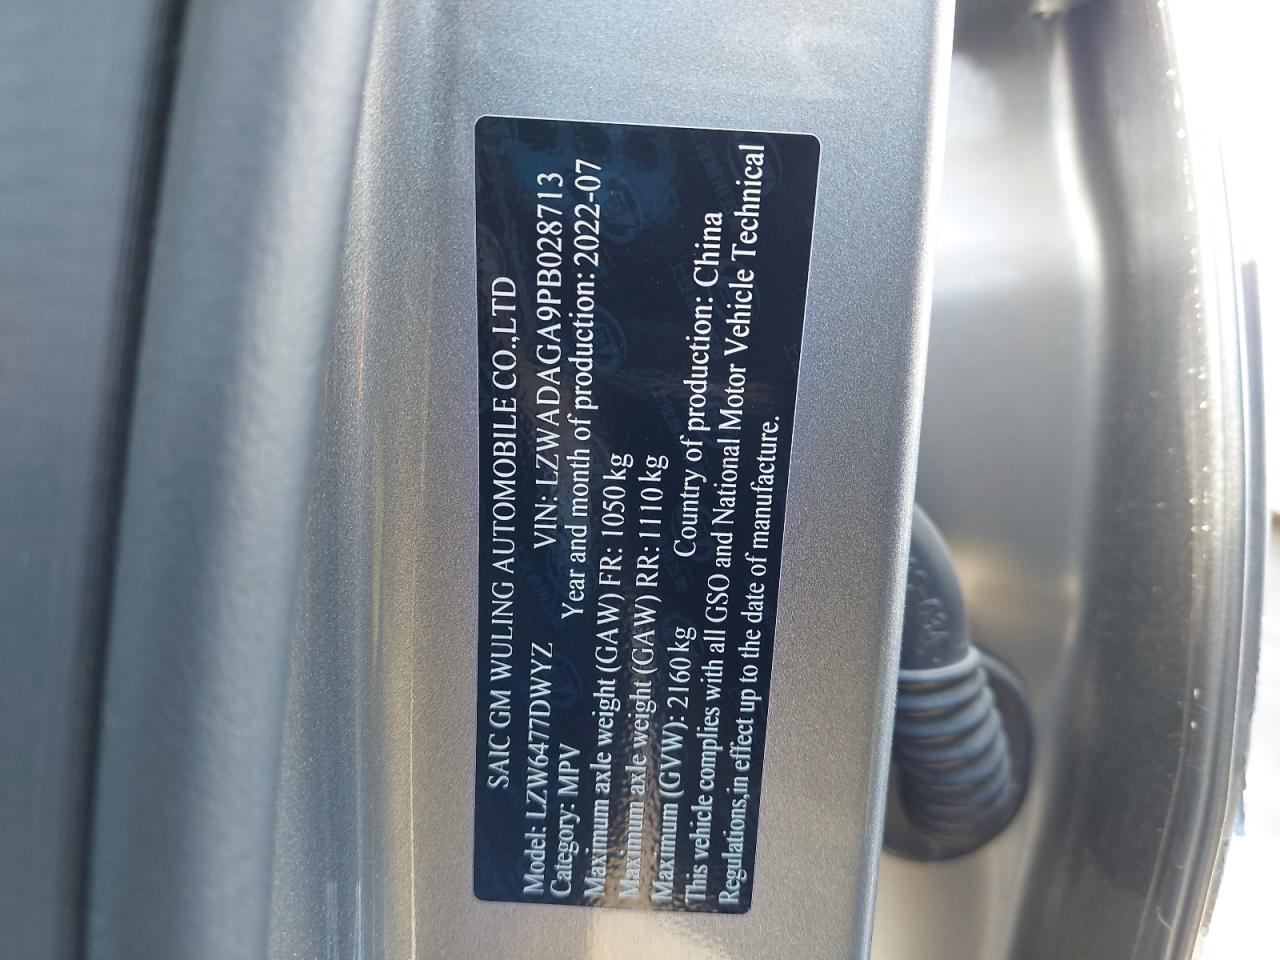 SAIC GM WULING AUTOMOBILE CO.,LTD
Model: LZW6477DWYZ VIN: LZWADAGA9PB028713
Category: MPV Year and month of production: 2022-07
Maximum axle weight (GAW) FR: 1050 kg
Maximum axle weight (GAW) RR: 1110 kg
Maximum (GVW): 2160 kg Country of production: China
This vehicle complies with all GSO and National Motor Vehicle Technical
Regulations,in effect up to the date of manufacture.